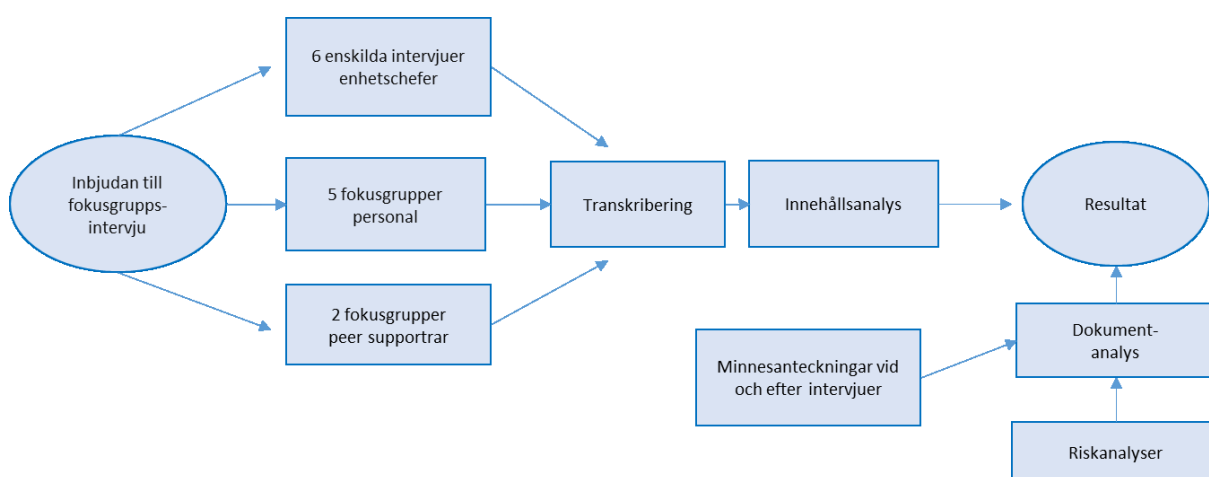 6 enskilda intervjuer
enhetschefer
Inbjudan till
fokusgrupps-
intervju
5 fokusgrupper
personal
Transkribering
Innehållsanalys
Resultat
2 fokusgrupper
peer supportrar
Minnesanteckningar vid
och efter intervjuer
Dokument-
analys
Riskanalyser